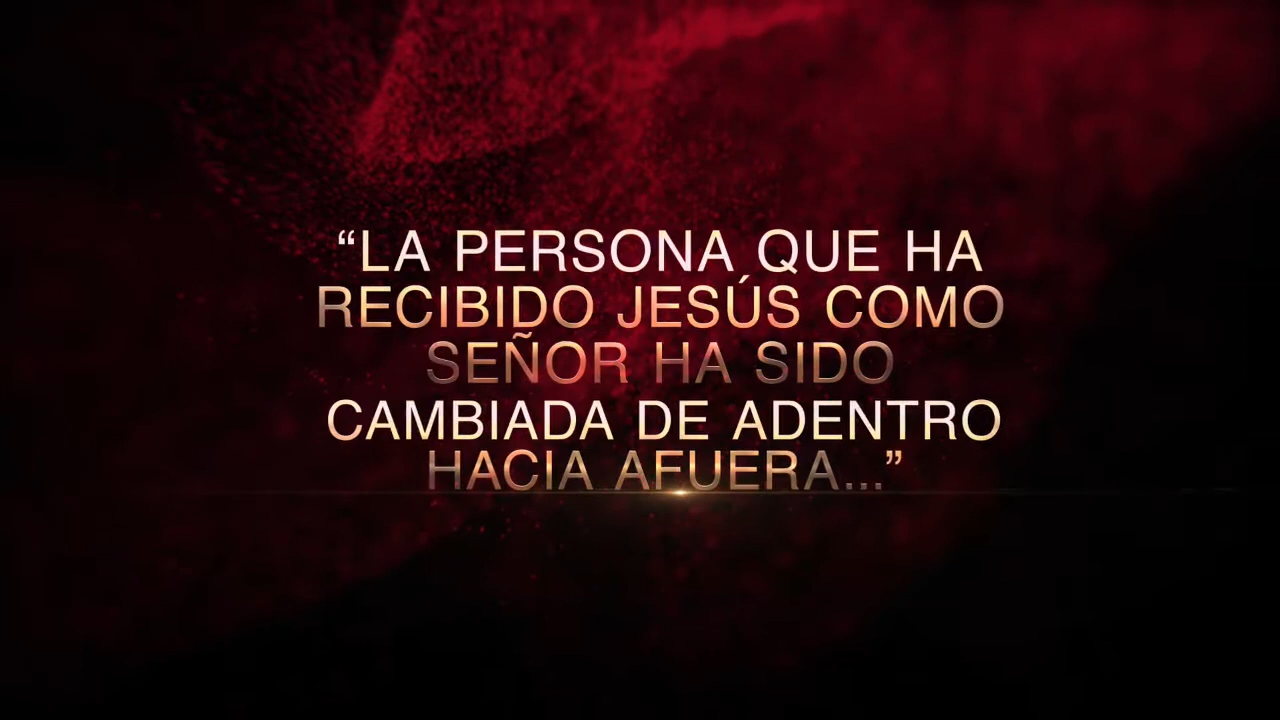 “LA PERSONA QUE HA
RECIBIDO JESÚS COMO
SEÑOR HA SIDO
CAMBIADA DE ADENTRO
HACIA AFUERA...”